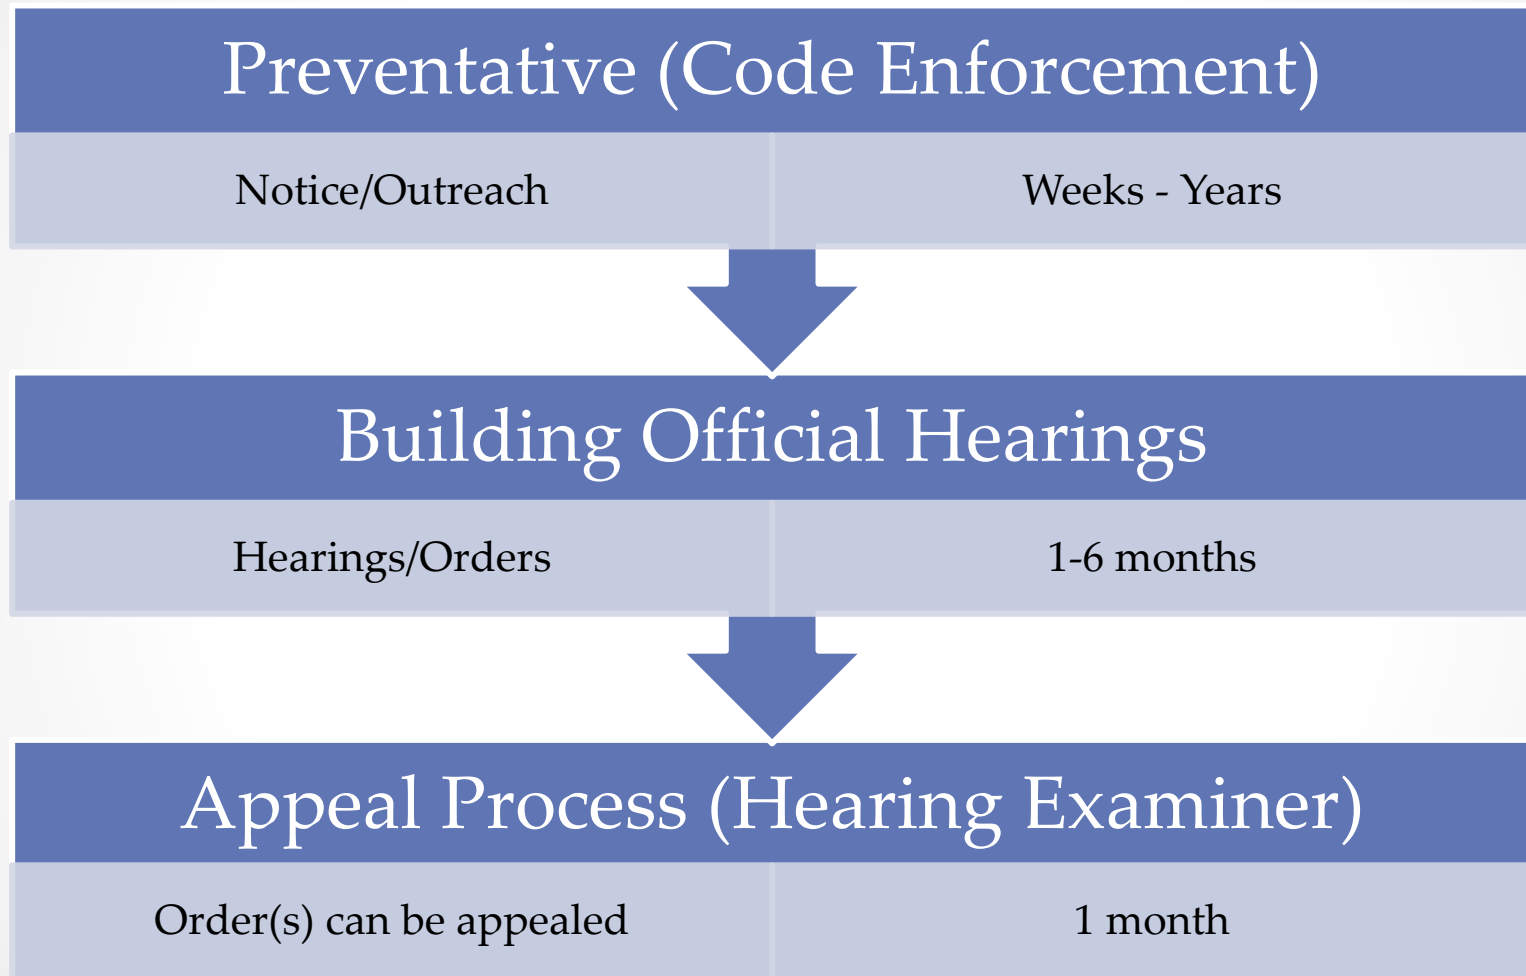 Preventative (Code Enforcement)
Notice/Outreach
Weeks - Years
Building Official Hearings
Hearings/Orders
1-6 months
Appeal Process (Hearing Examiner)
Order(s) can be appealed
1 month